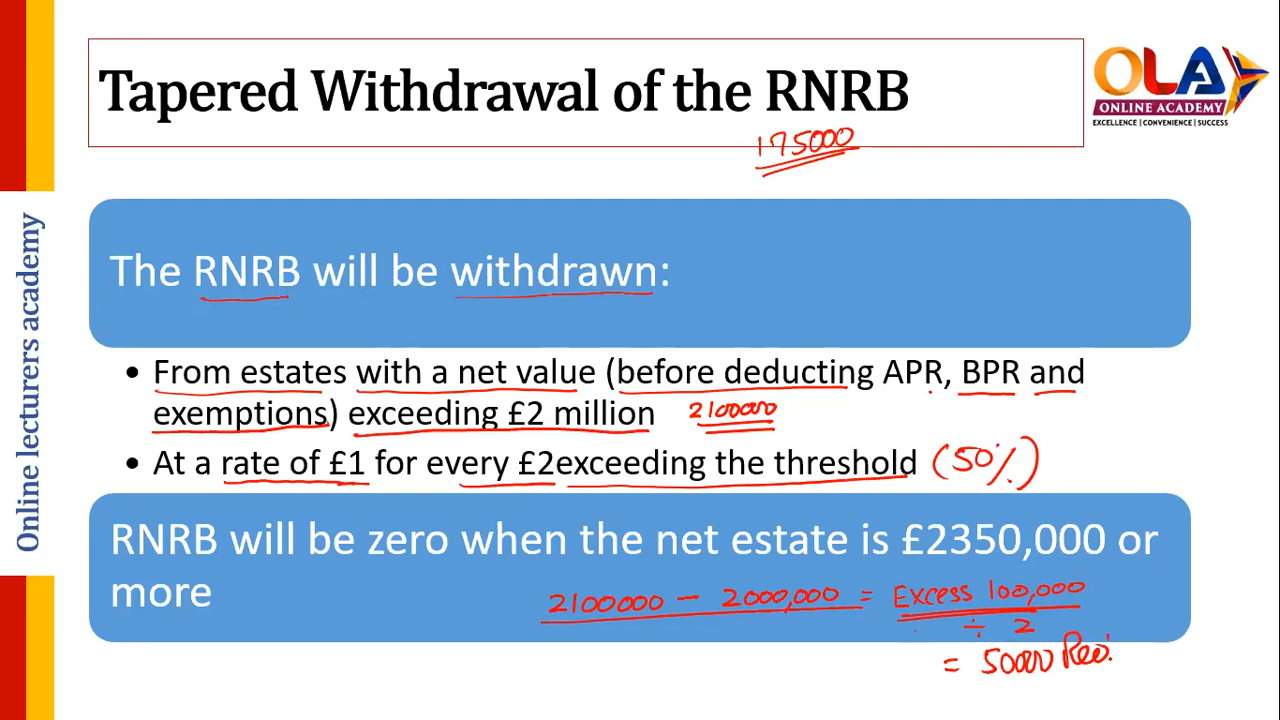 Tapered Withdrawal of the RNRB
OLA
ONLINE ACADEMY
EXCELLENCE | CONVENIENCE | SUCCESS
175000
Online lecturers academy
The RNRB will be withdrawn:
• From estates with a net value (before deducting APR, BPR and
exemptions) exceeding £2 million 2100000
• At a rate of £1 for every £2exceeding the threshold (50%)
RNRB will be zero when the net estate is £2350,000 or
more
2100000 - 2000,000 = Excess 100,000
÷ 2
= 50000